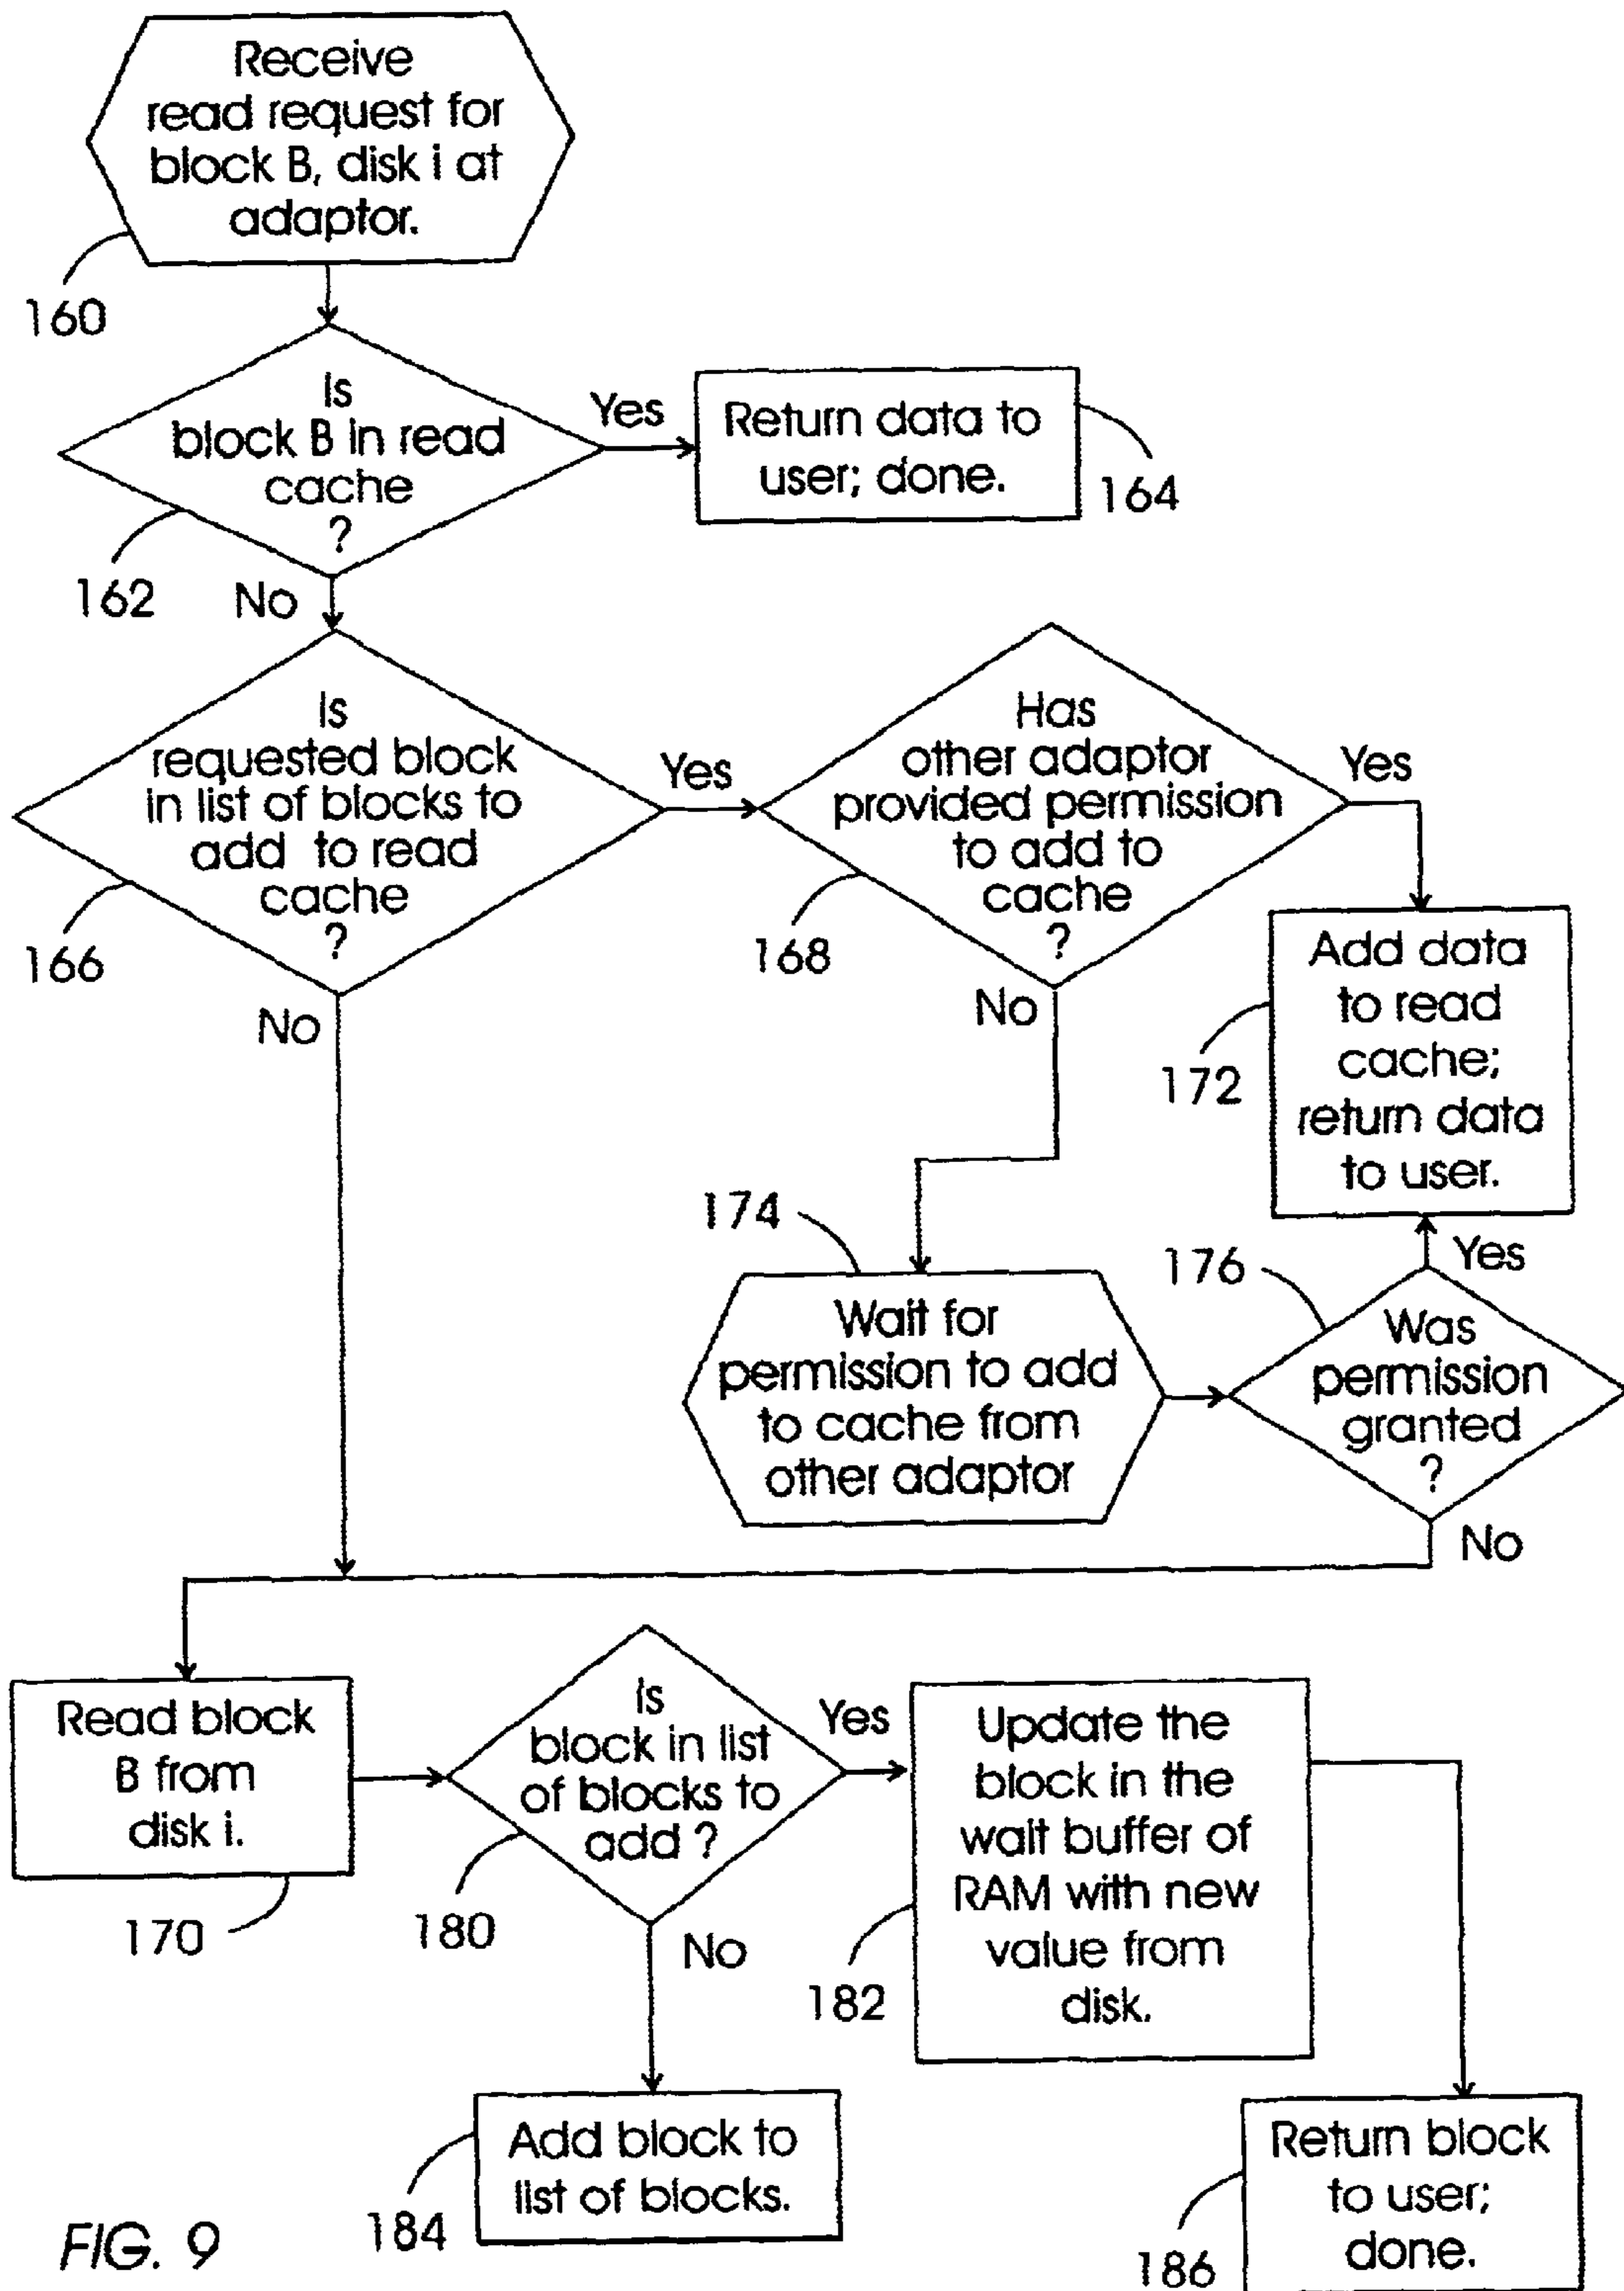 Receive
read request for
block B, disk i at
adaptor.
160
Is
block B in read
cache
?
Yes
Return data to
user; done.
164
162
No
Is
requested block
in list of blocks to
add to read
cache
?
Yes
166
No
Has
other adaptor
provided permission
to add to
cache
?
Yes
168
No
Add data
to read
cache;
return data
to user.
172
174
Wait for
permission to add
to cache from
other adaptor
176
Yes
Was
permission
granted
?
No
Read block
B from
disk i.
170
Is
block in list
of blocks to
add ?
Yes
180
No
Update the
block in the
wait buffer of
RAM with new
value from
disk.
182
Add block to
list of blocks.
184
Return block
to user;
done.
186
FIG. 9